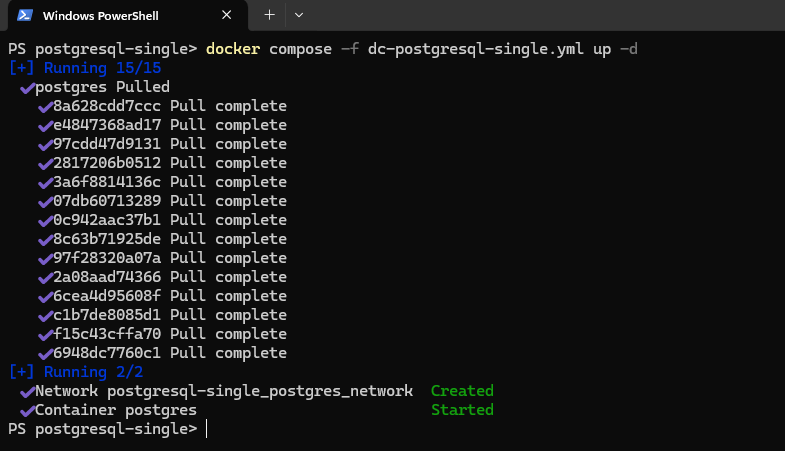 Windows PowerShell
PS postgresql-single> docker compose -f dc-postgresql-single.yml up -d
[+] Running 15/15
✔postgres Pulled
✔8a628cdd7ccc Pull complete
✔e4847368ad17 Pull complete
✔97cdd47d9131 Pull complete
✔2817206b0512 Pull complete
✔3a6f8814136c Pull complete
✔07db60713289 Pull complete
✔0c942aac37b1 Pull complete
✔8c63b71925de Pull complete
✔97f28320a07a Pull complete
✔2a08aad74366 Pull complete
✔6cea4d95608f Pull complete
✔c1b7de8085d1 Pull complete
✔f15c43cffa70 Pull complete
✔6948dc7760c1 Pull complete
[+] Running 2/2
✔Network postgresql-single_postgres_network Created
✔Container postgres Started
PS postgresql-single>